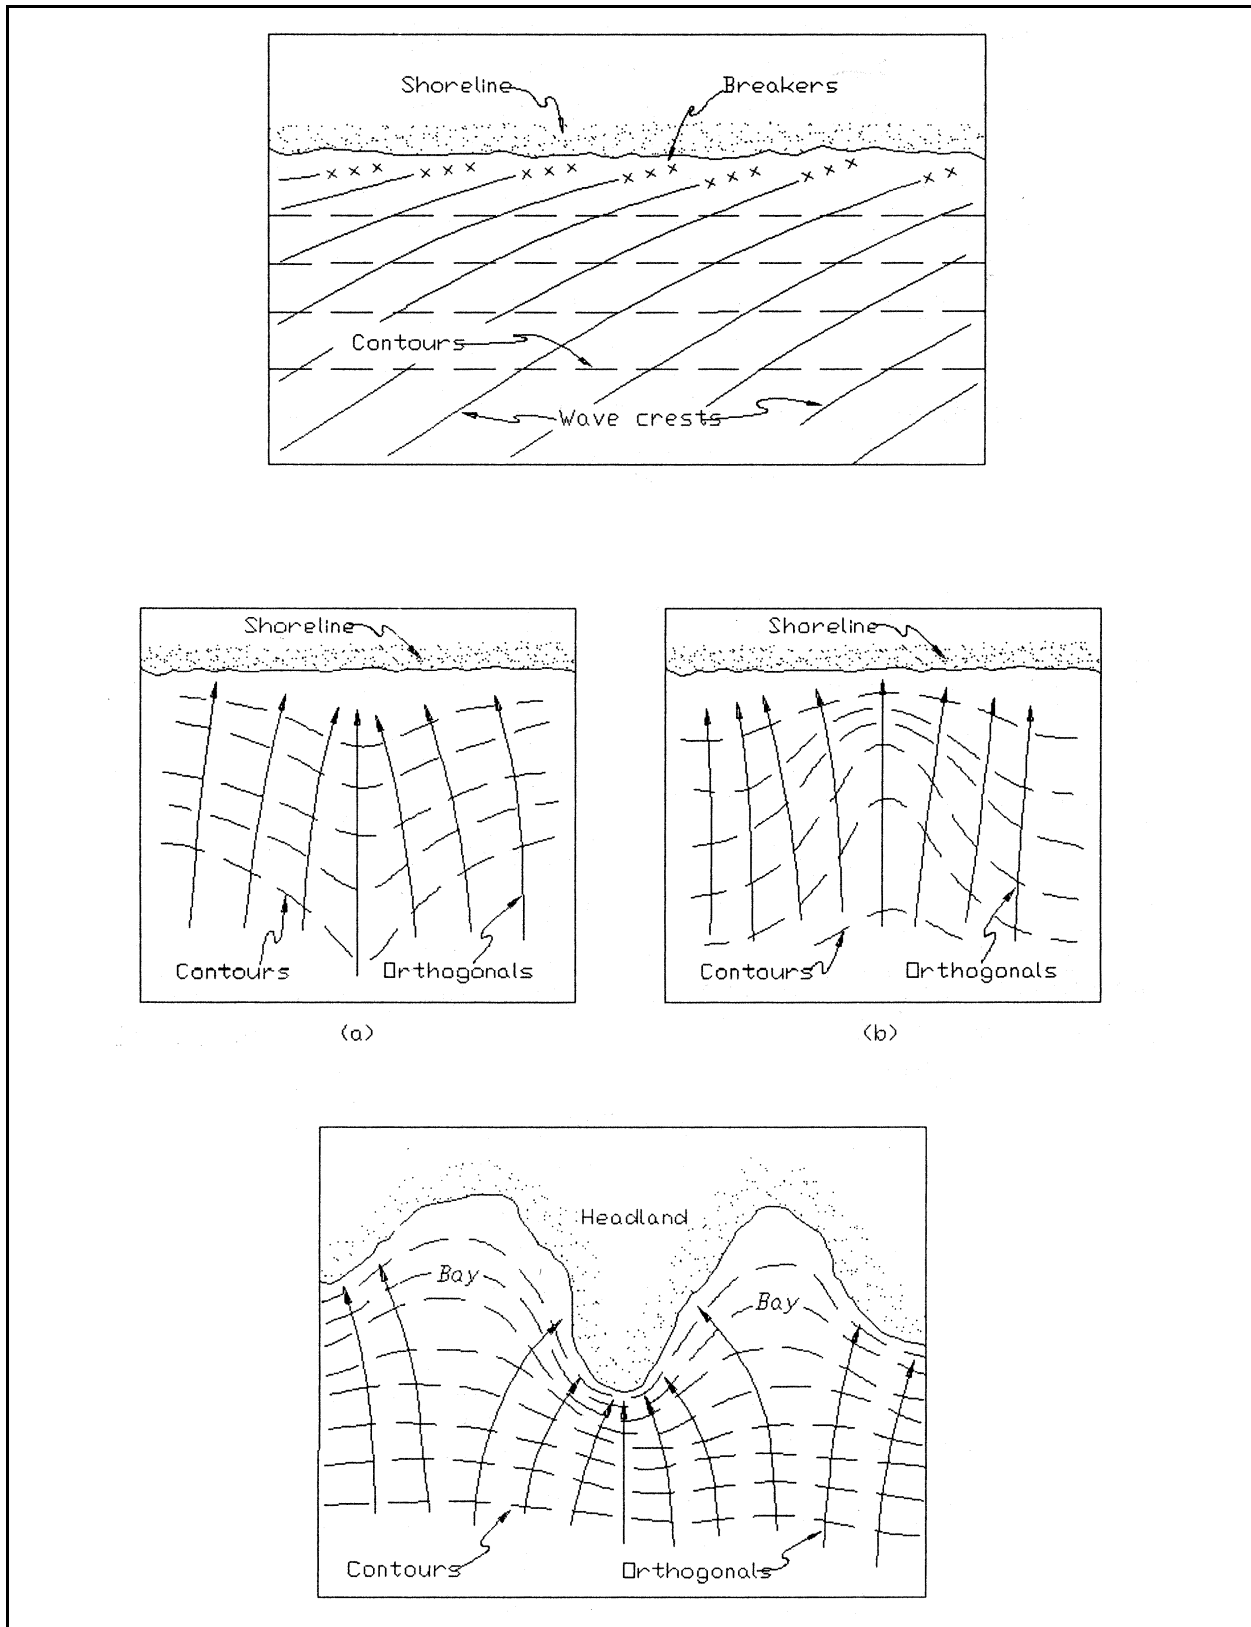 Shoreline
Breakers
Contours
Wave crests
Shoreline
Shoreline
Contours
Orthogonals
Contours
Orthogonals
(a)
(b)
Headland
Bay
Bay
Contours
Orthogonals